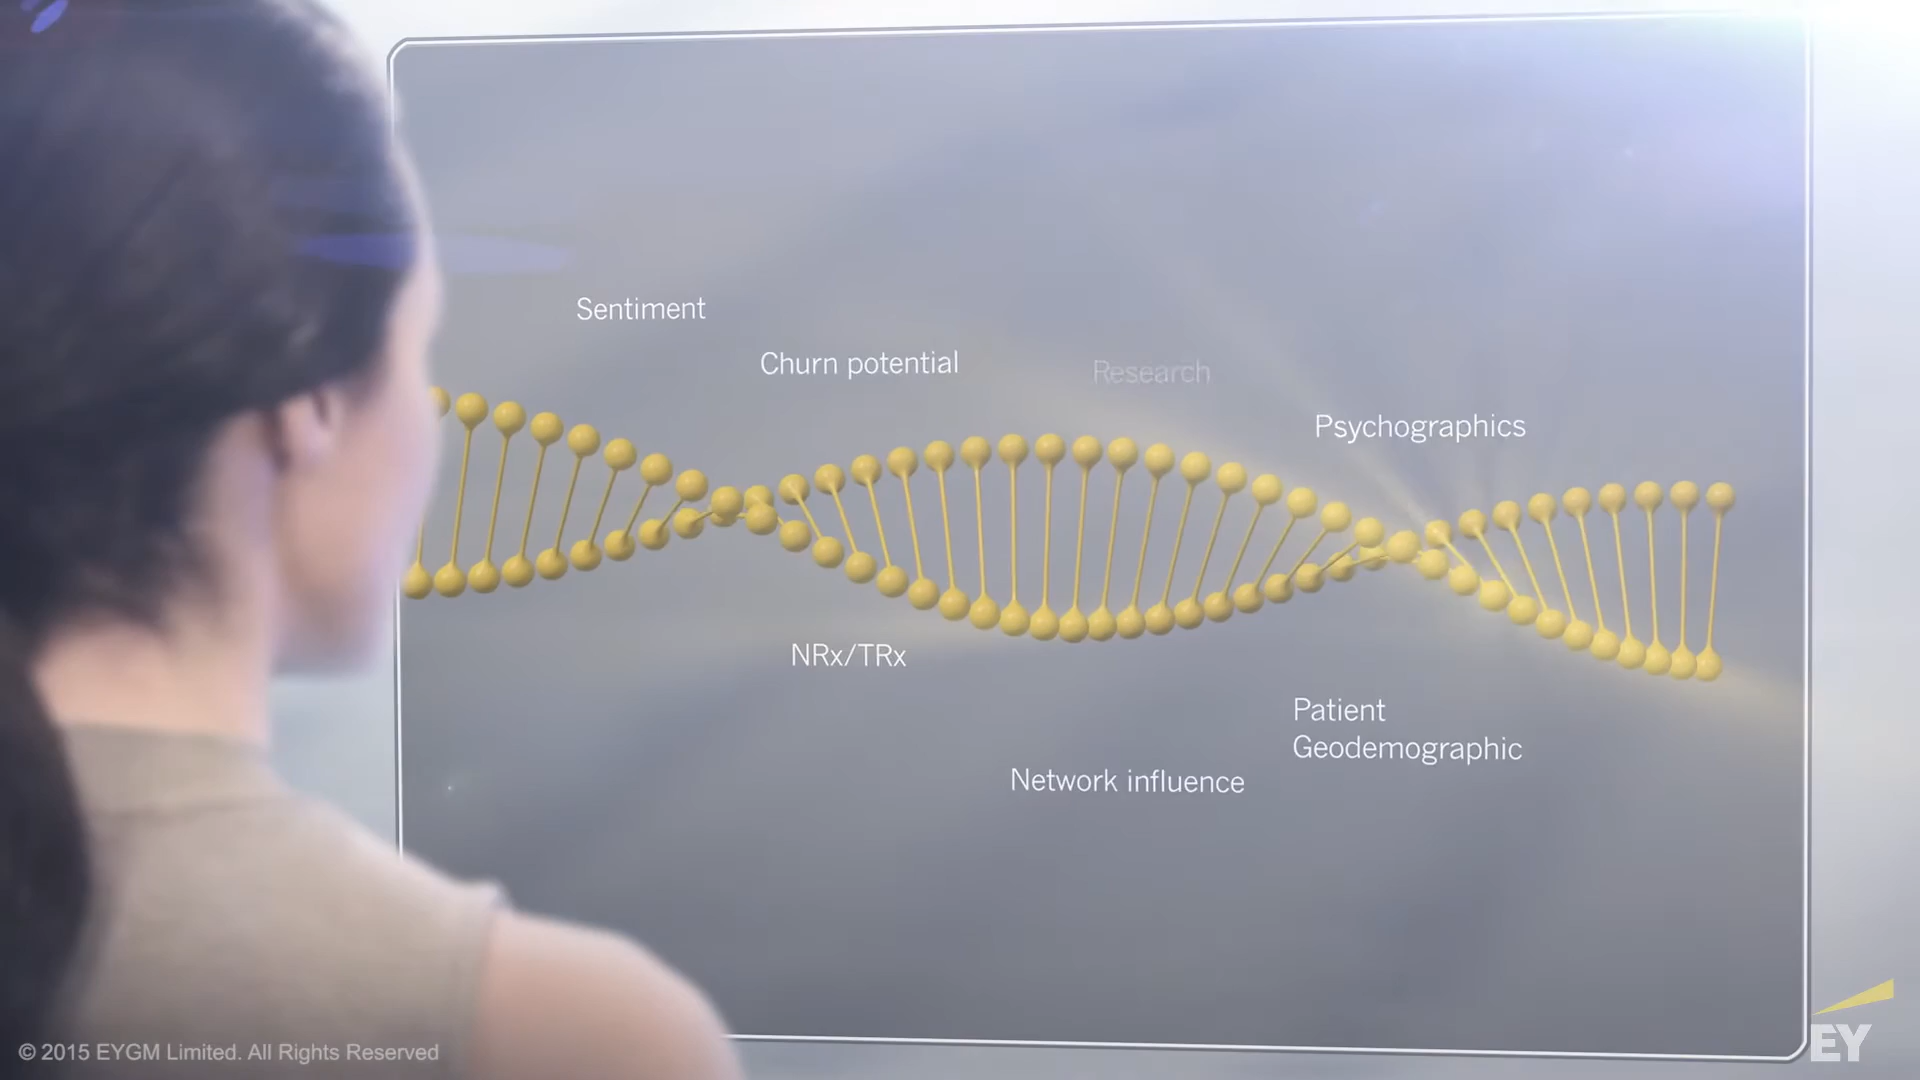 Sentiment
Churn potential
Research
Psychographics
NRx/TRx
Patient
Geodemographic
Network influence
© 2015 EYGM Limited. All Rights Reserved
EY